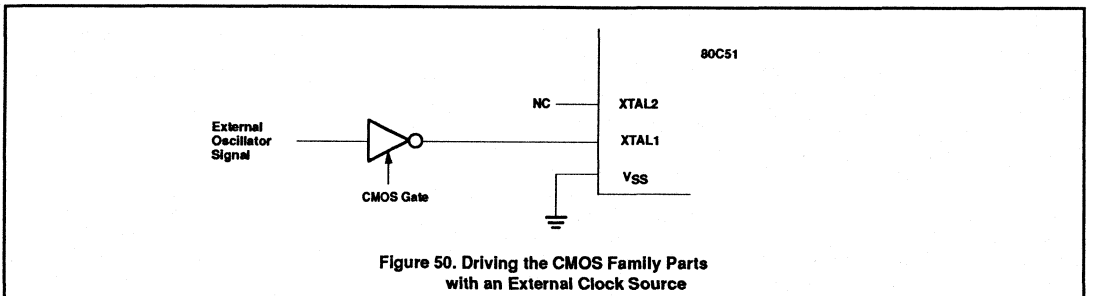 80C51
NC
XTAL2
External
Oscillator
Signal
XTAL1
VSS
CMOS Gate
Figure 50. Driving the CMOS Family Parts
with an External Clock Source